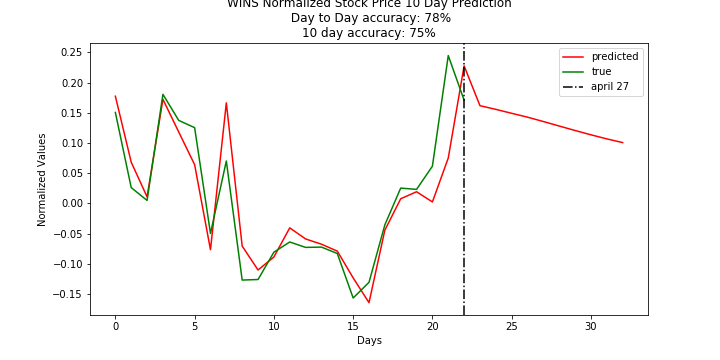 WINS Normalized Stock Price 10 Day Prediction
Day to Day accuracy: 78%
10 day accuracy: 75%
predicted
true
april 27
Normalized Values
0.25
0.20
0.15
0.10
0.05
0.00
−0.05
−0.10
−0.15
0 5 10 15 20 25 30
Days